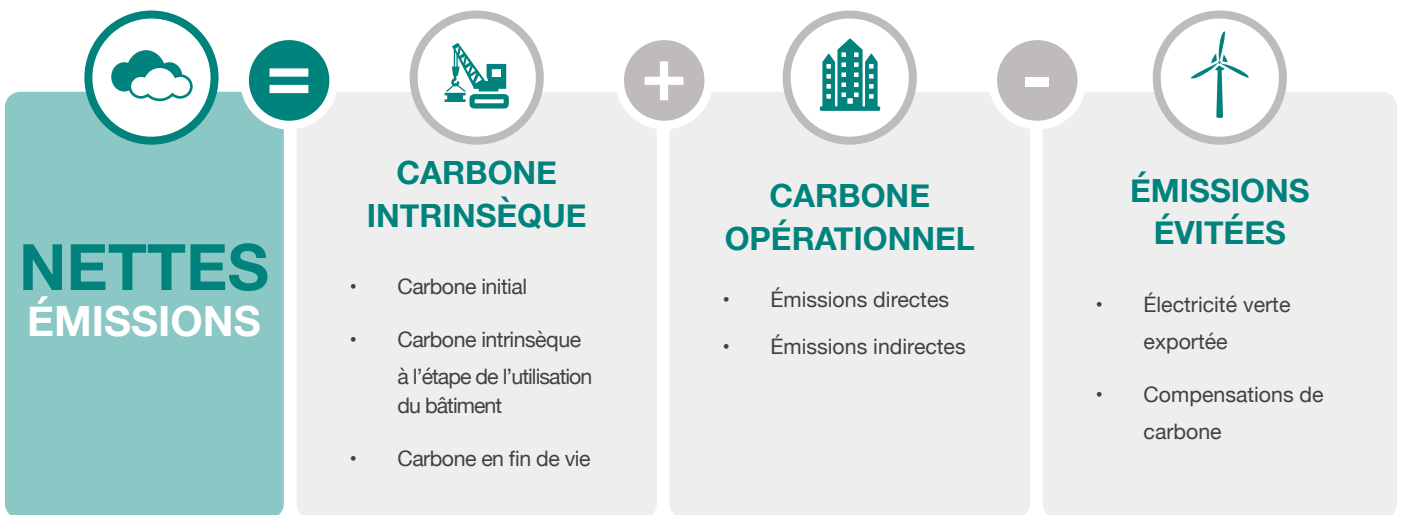 NETTES
ÉMISSIONS
=
CARBONE
INTRINSÈQUE
• Carbone initial
• Carbone intrinsèque
à l'étape de l'utilisation
du bâtiment
• Carbone en fin de vie
+
CARBONE
OPÉRATIONNEL
• Émissions directes
• Émissions indirectes
-
ÉMISSIONS
ÉVITÉES
• Électricité verte
exportée
• Compensations de
carbone